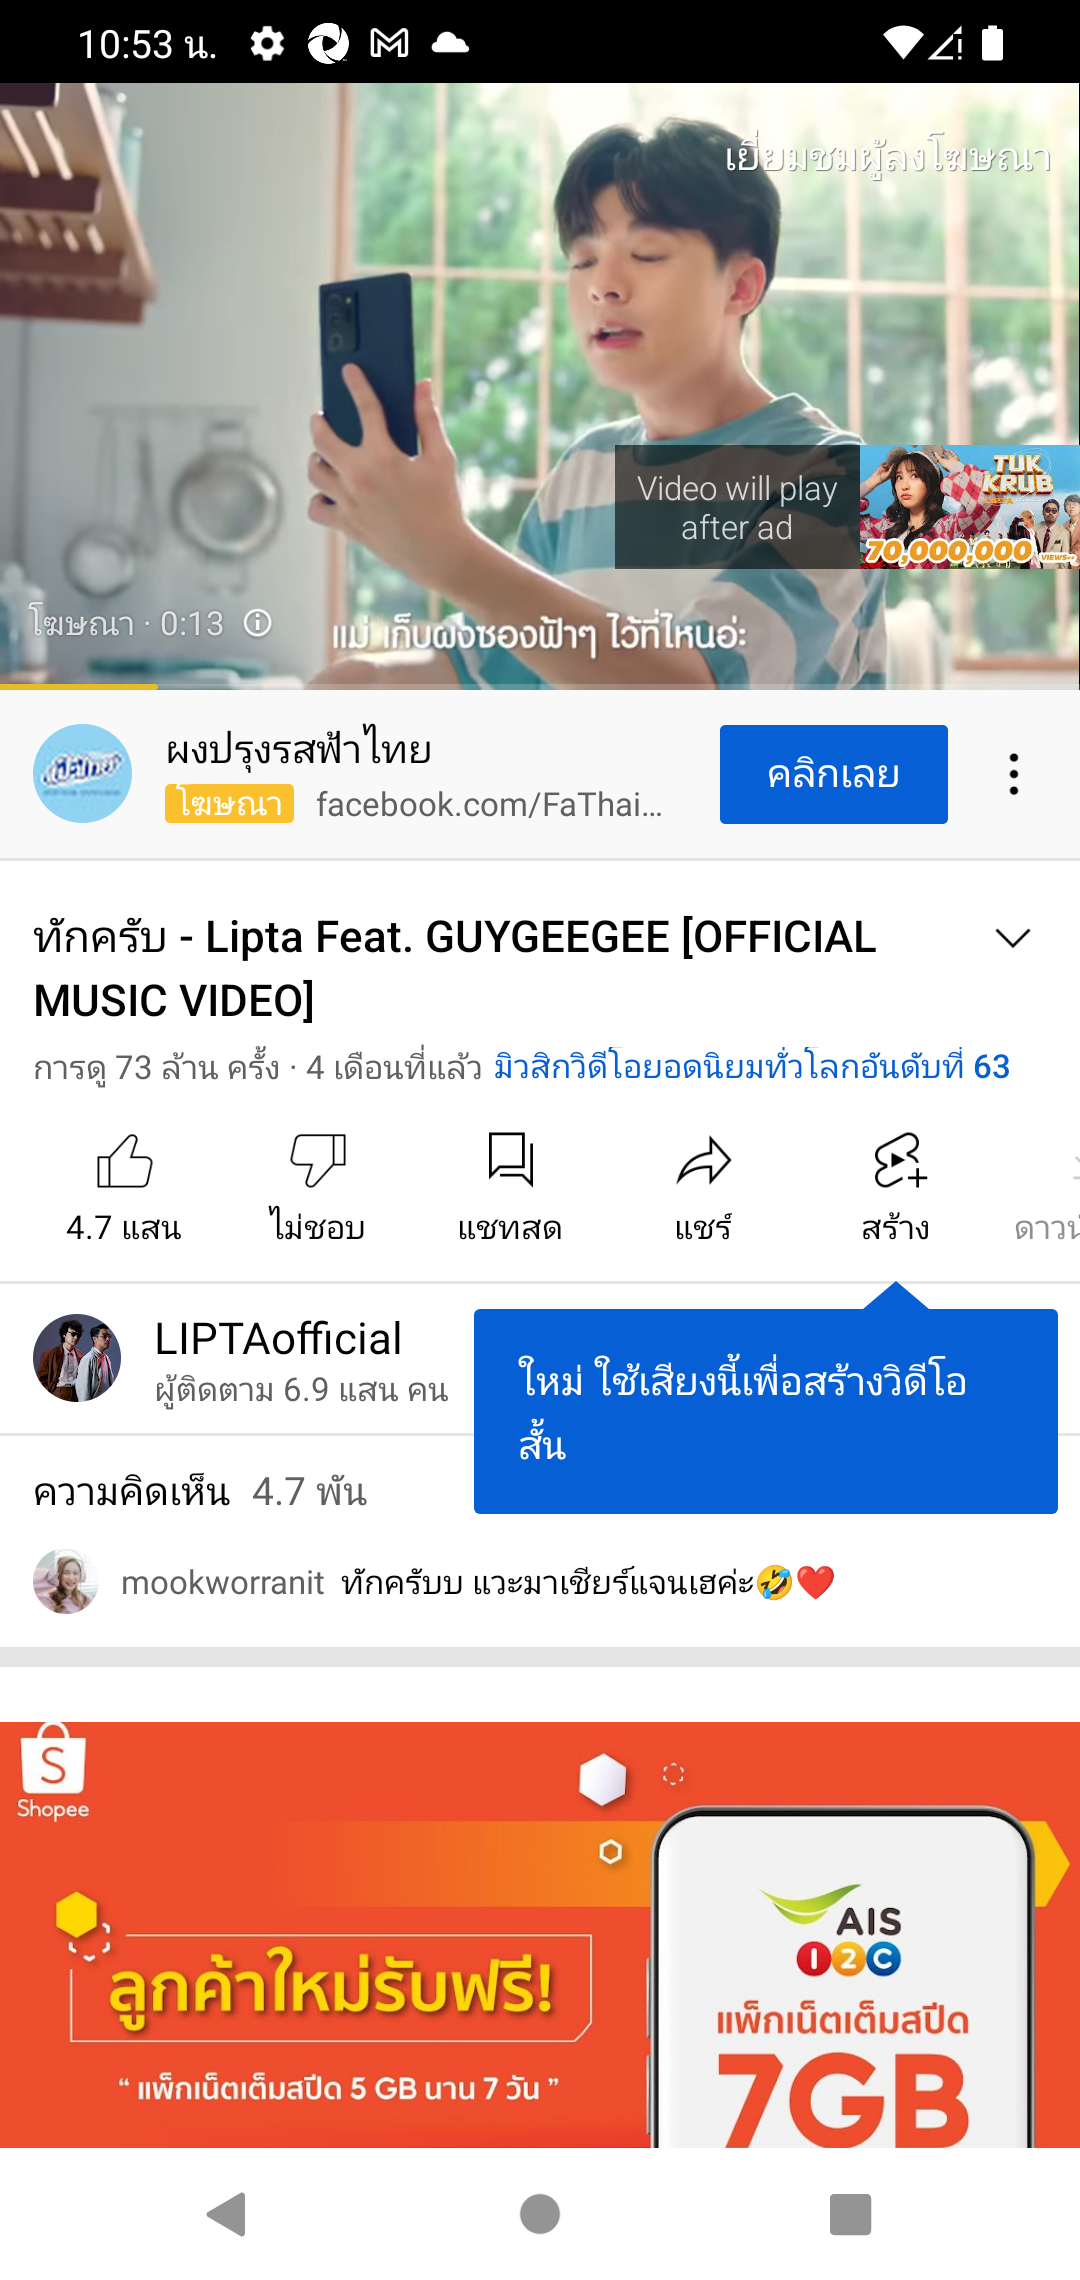 10:53 น.
เยี่ยมชมผู้ลงโฆษณา
Video will play
after ad
TUK
KRUB
70,000,000 VIEWS++
โฆษณา · 0:13
แม่ เก็บผงซองฟ้าๆ ไว้ที่ไหนอ่ะ
ผงปรุงรสฟ้าไทย
โฆษณา facebook.com/FaThai...
คลิกเลย
ทักครับ - Lipta Feat. GUYGEEGEE [OFFICIAL
MUSIC VIDEO]
การดู 73 ล้าน ครั้ง · 4 เดือนที่แล้ว มิวสิกวิดีโอยอดนิยมทั่วโลกอันดับที่ 63
4.7 แสน ไม่ชอบ แชทสด แชร์ สร้าง
LIPTAofficial
ผู้ติดตาม 6.9 แสน คน
ใหม่ ใช้เสียงนี้เพื่อสร้างวิดีโอ
สั้น
ความคิดเห็น 4.7 พัน
mookworranit ทักครับบ แวะมาเชียร์แจนเฮค่ะ🤣❤️
Shopee
AIS
12C
ลูกค้าใหม่รับฟรี!
“ แพ็กเน็ตเต็มสปีด 5 GB นาน 7 วัน ”
แพ็กเน็ตเต็มสปีด
7GB